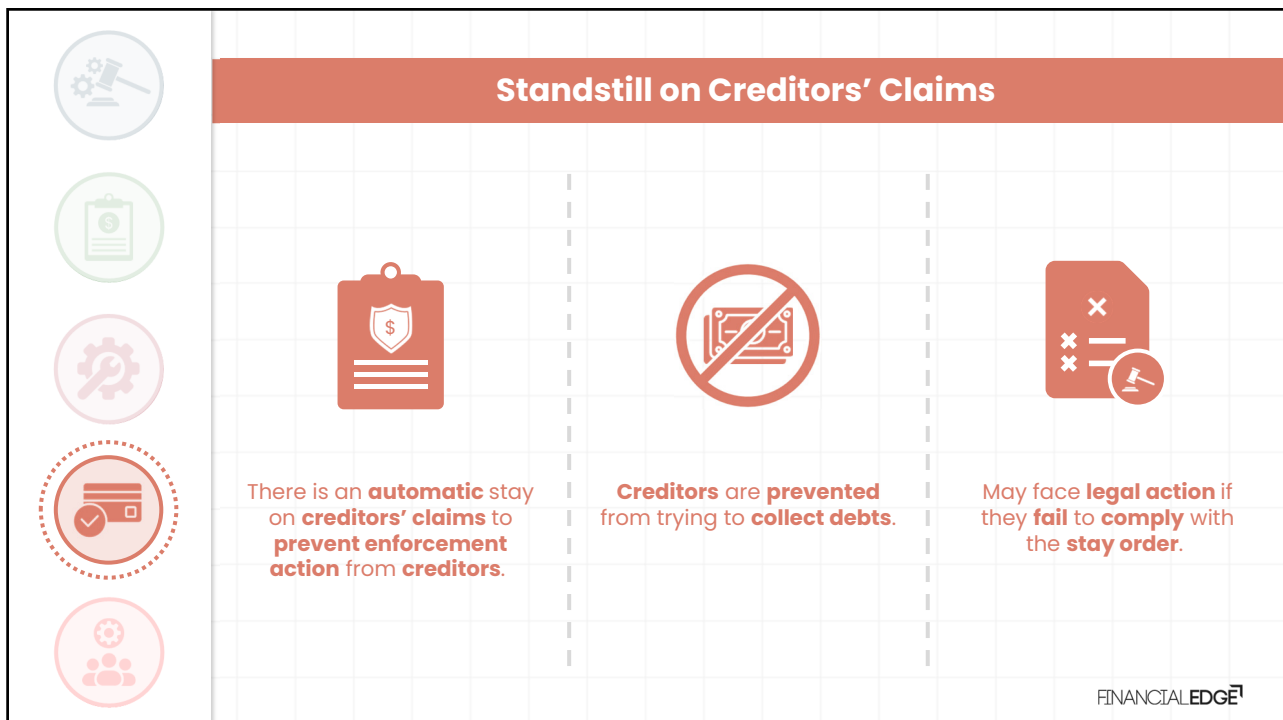 Standstill on Creditors’ Claims
$
$
There is an automatic stay
on creditors’ claims to
prevent enforcement
action from creditors.
Creditors are prevented
from trying to collect debts.
May face legal action if
they fail to comply with
the stay order.
FINANCIALEDGE